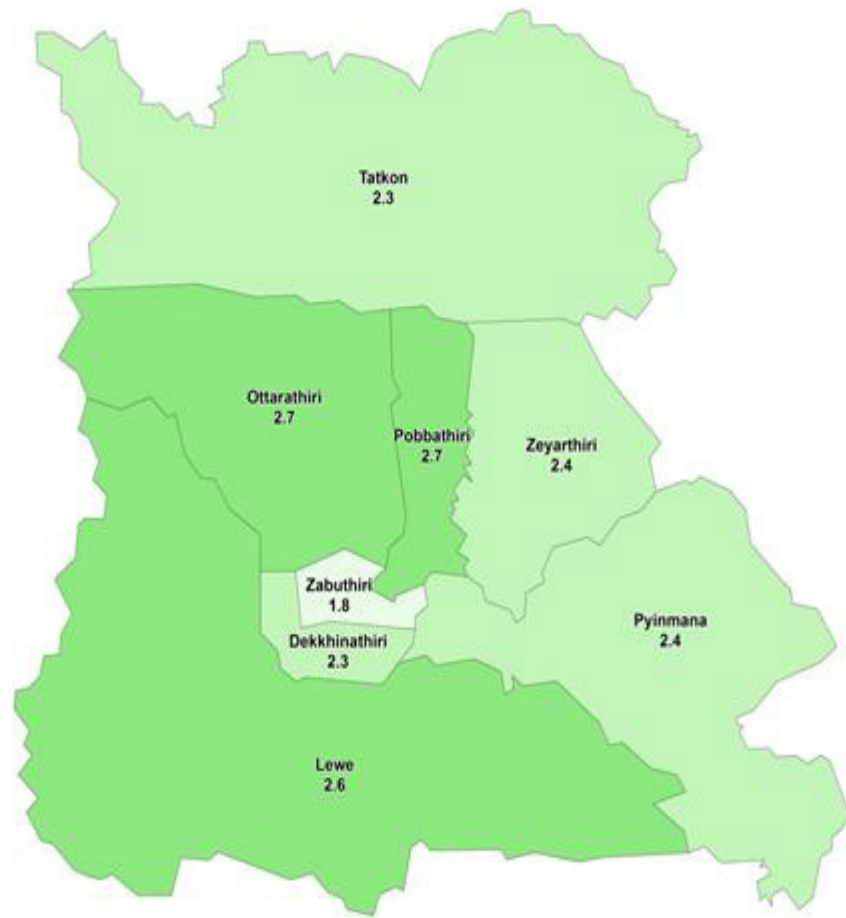 Tatkon
2.3
Ottarathiri
2.7
Pobbathiri
2.7
Zeyarthiri
2.4
Zabuthiri
1.8
Dekkhinathiri
2.3
Pyinmana
2.4
Lewe
2.6